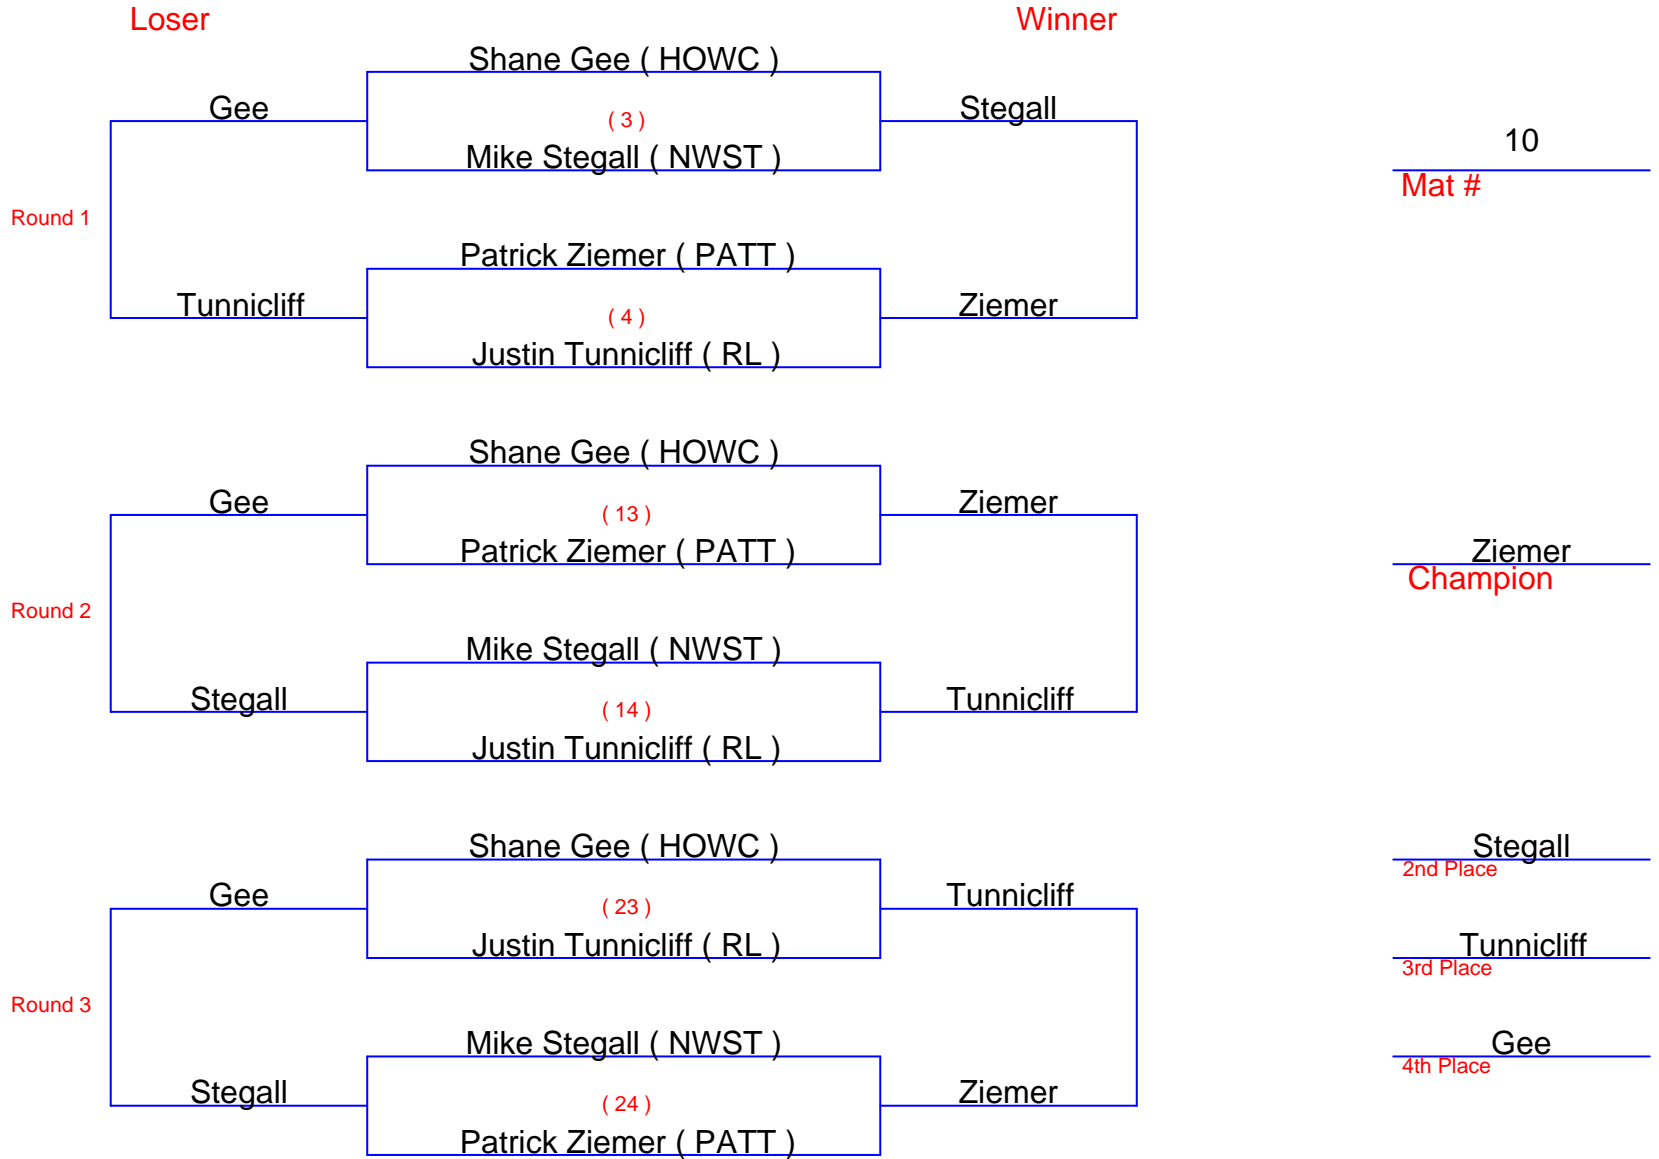 Loser
Winner
Shane Gee ( HOWC )
Gee
( 3 )
Stegall
Mike Stegall ( NWST )
10
Mat #
Round 1
Patrick Ziemer ( PATT )
Tunnicliff
( 4 )
Ziemer
Justin Tunnicliff ( RL )
Shane Gee ( HOWC )
Gee
( 13 )
Ziemer
Patrick Ziemer ( PATT )
Ziemer
Champion
Round 2
Mike Stegall ( NWST )
Stegall
( 14 )
Tunnicliff
Justin Tunnicliff ( RL )
Shane Gee ( HOWC )
Stegall
2nd Place
Gee
( 23 )
Tunnicliff
Justin Tunnicliff ( RL )
Tunnicliff
3rd Place
Round 3
Mike Stegall ( NWST )
Gee
4th Place
Stegall
( 24 )
Ziemer
Patrick Ziemer ( PATT )